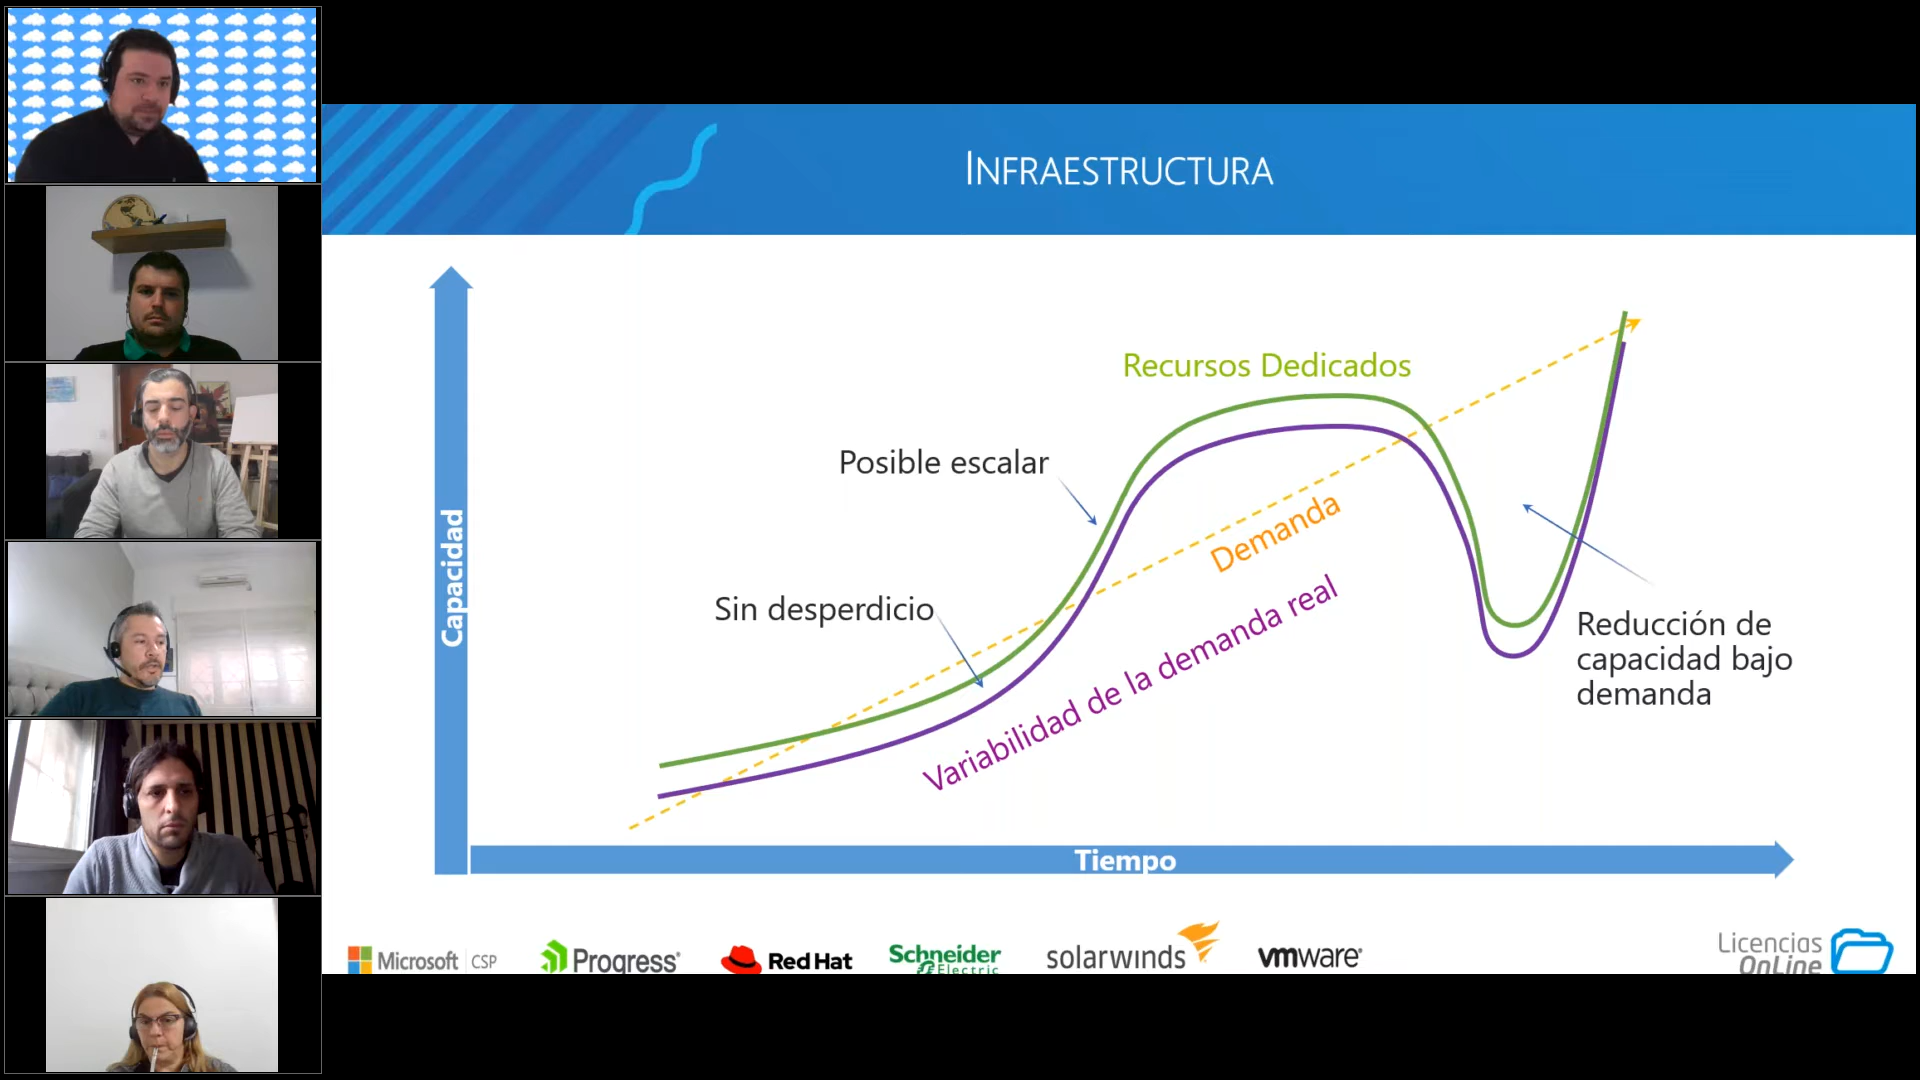 INFRAESTRUCTURA
Recursos Dedicados
Posible escalar
Demanda
Sin desperdicio
Variabilidad de la demanda real
Reducción de
capacidad bajo
demanda
Capacidad
Tiempo
Microsoft | CSP
Progress®
Red Hat
Schneider
Electric
solarwinds
vmware®
Licencias
OnLine